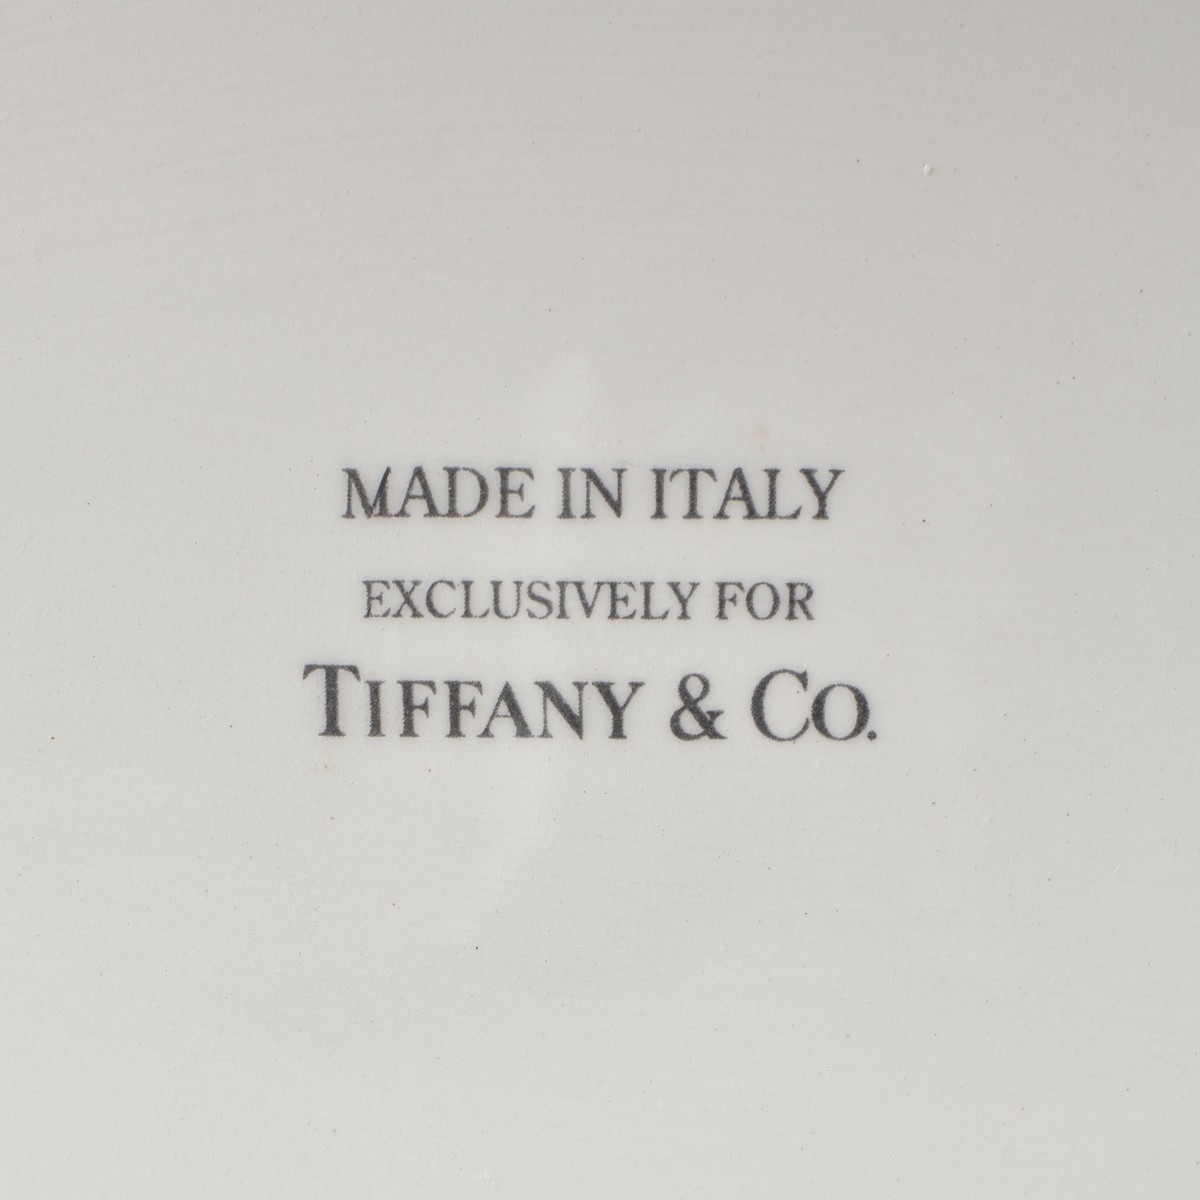 MADE IN ITALY
EXCLUSIVELY FOR
TIFFANY & CO.